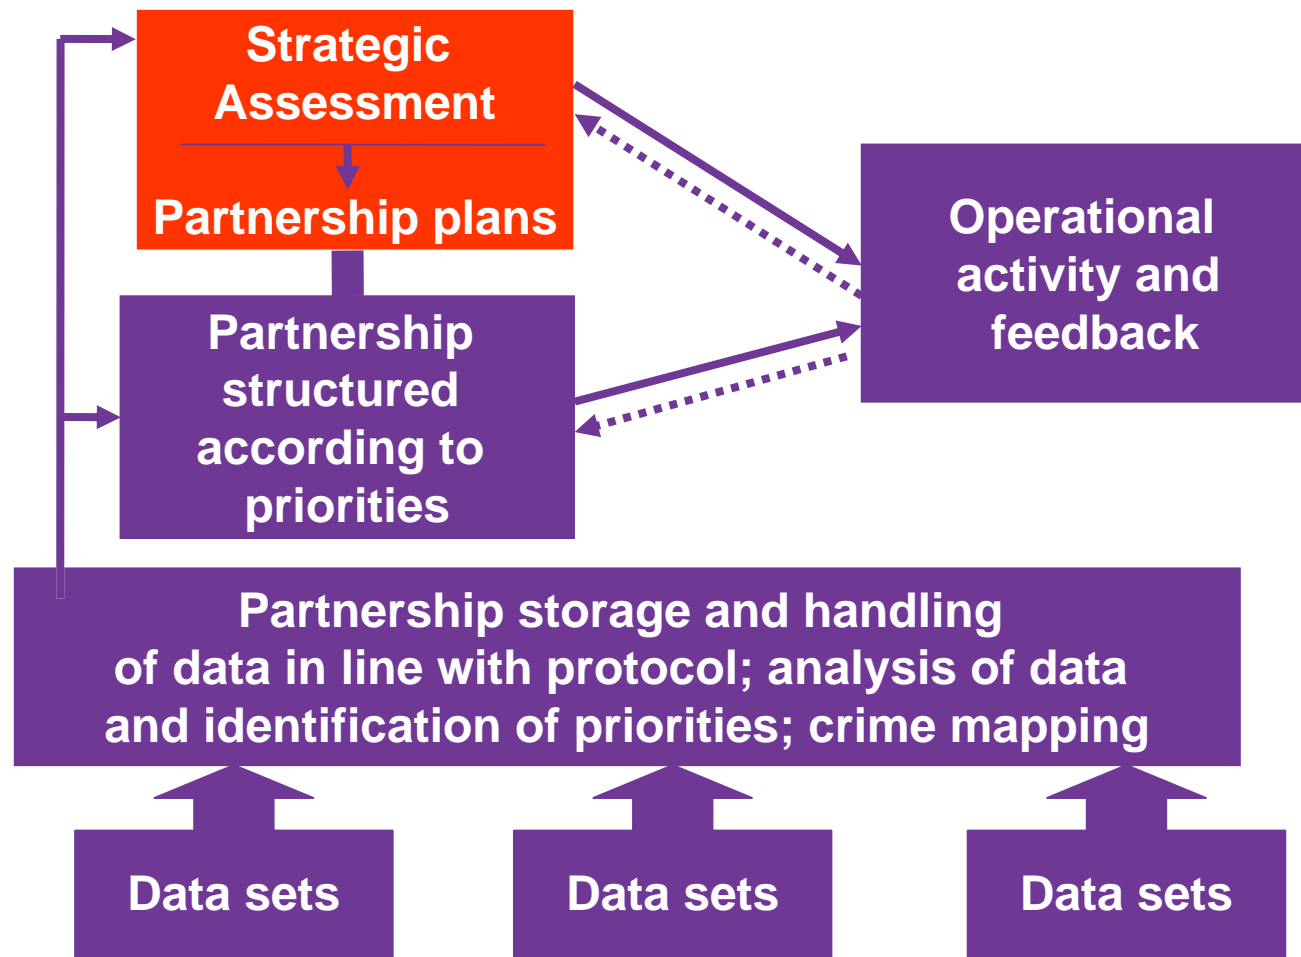 Strategic
Assessment
Partnership plans
Operational
activity and
feedback
Partnership
structured
according to
priorities
Partnership storage and handling
of data in line with protocol; analysis of data
and identification of priorities; crime mapping
Data sets
Data sets
Data sets